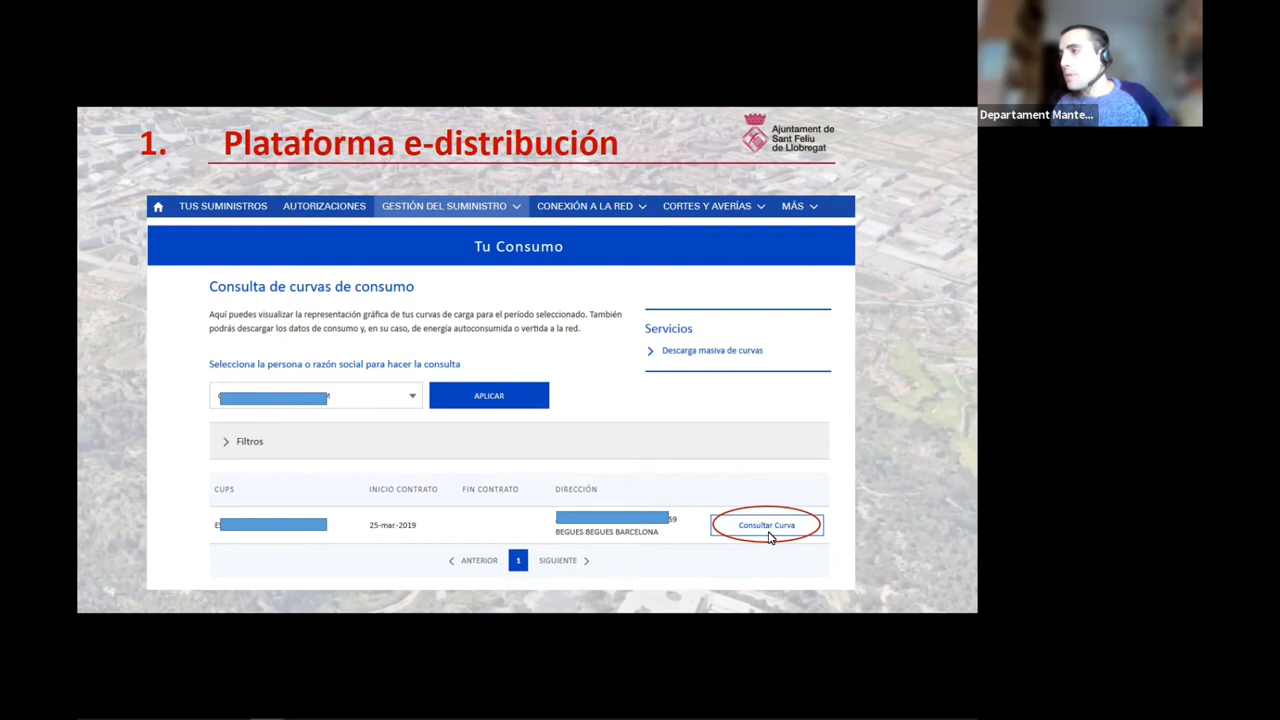 Departament Mante...
1. Plataforma e-distribución
Ajuntament de
Sant Feliu
de Llobregat
TUS SUMINISTROS AUTORIZACIONES GESTIÓN DEL SUMINISTRO CONEXIÓN A LA RED CORTES Y AVERÍAS MÁS
Tu Consumo
Consulta de curvas de consumo
Aquí puedes visualizar la representación gráfica de tus curvas de carga para el período seleccionado. También
podrás descargar los datos de consumo y, en su caso, de energía autoconsumida o vertida a la red.
Servicios
Descarga masiva de curvas
Selecciona la persona o razón social para hacer la consulta
APLICAR
Filtros
CUPS INICIO CONTRATO FIN CONTRATO DIRECCIÓN
25-mar.-2019 59
BEGUES BEGUES BARCELONA
Consultar Curva
ANTERIOR 1 SIGUIENTE